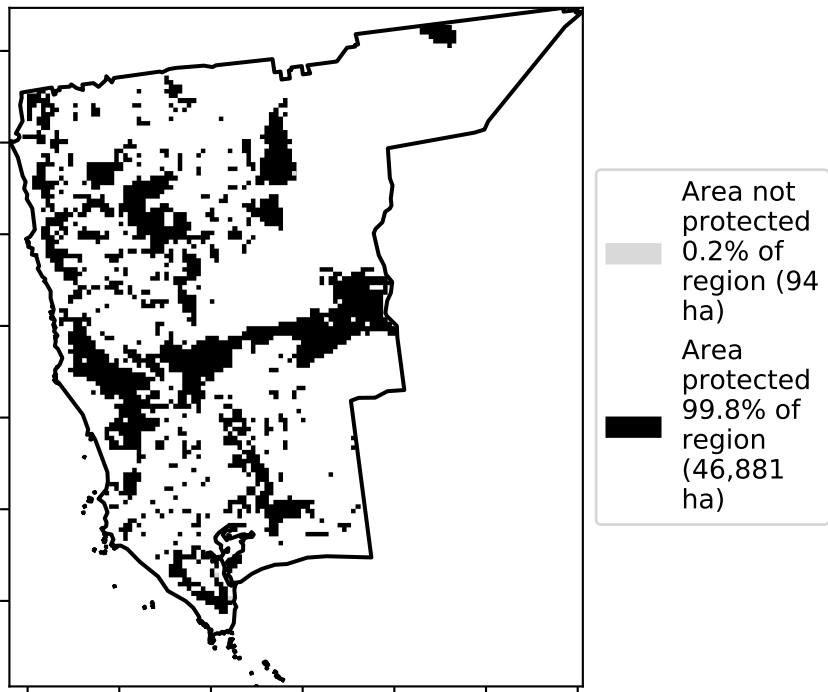 Area not
protected
0.2% of
region (94
ha)
Area
protected
99.8% of
region
(46,881
ha)